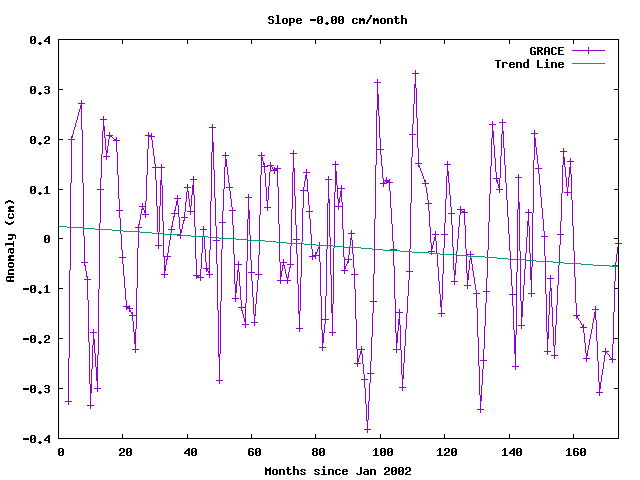 Slope -0.00 cm/month
GRACE
Trend Line
0.4
0.3
0.2
0.1
0
-0.1
-0.2
-0.3
-0.4
Anomaly (cm)
0 20 40 60 80 100 120 140 160
Months since Jan 2002